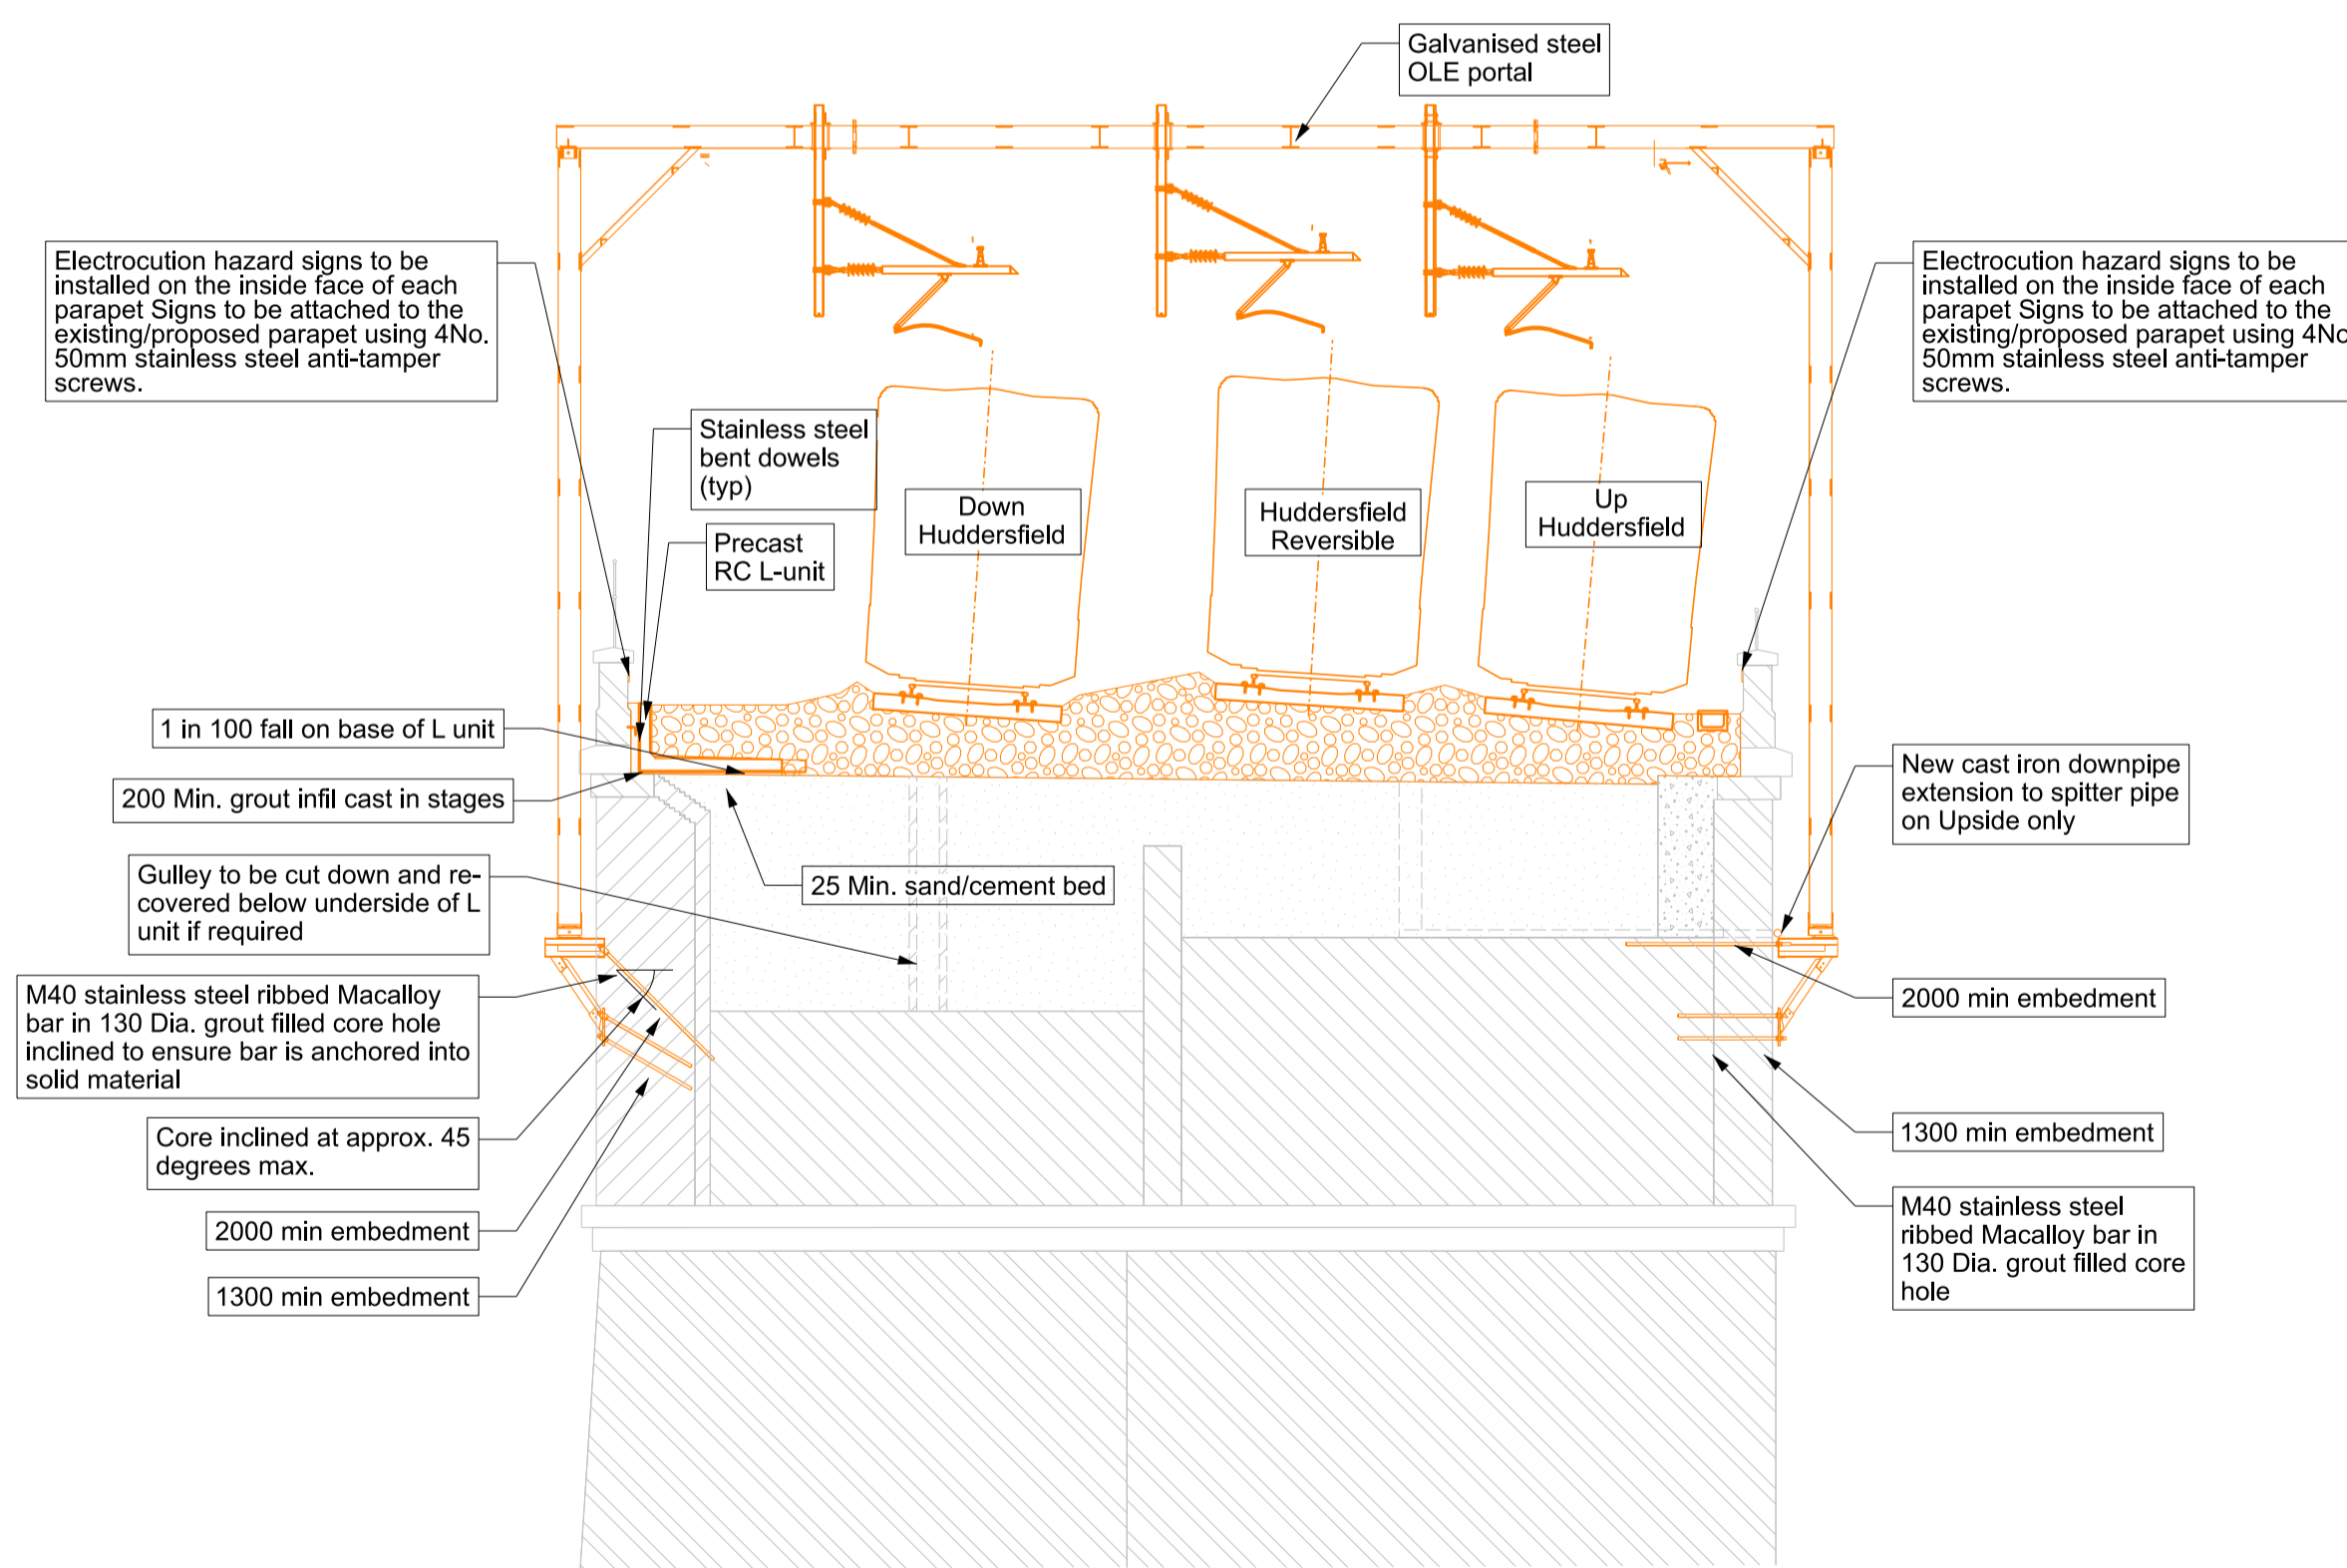 Galvanised steel
OLE portal
Electrocution hazard signs to be
installed on the inside face of each
parapet Signs to be attached to the
existing/proposed parapet using 4No.
50mm stainless steel anti-tamper
screws.
Electrocution hazard signs to be
installed on the inside face of each
parapet Signs to be attached to the
existing/proposed parapet using 4No
50mm stainless steel anti-tamper
screws.
Stainless steel
bent dowels
(typ)
Precast
RC L-unit
Down
Huddersfield
Huddersfield
Reversible
Up
Huddersfield
1 in 100 fall on base of L unit
200 Min. grout infil cast in stages
Gulley to be cut down and re-
covered below underside of L
unit if required
25 Min. sand/cement bed
M40 stainless steel ribbed Macalloy
bar in 130 Dia. grout filled core hole
inclined to ensure bar is anchored into
solid material
Core inclined at approx. 45
degrees max.
2000 min embedment
1300 min embedment
New cast iron downpipe
extension to spitter pipe
on Upside only
2000 min embedment
1300 min embedment
M40 stainless steel
ribbed Macalloy bar in
130 Dia. grout filled core
hole